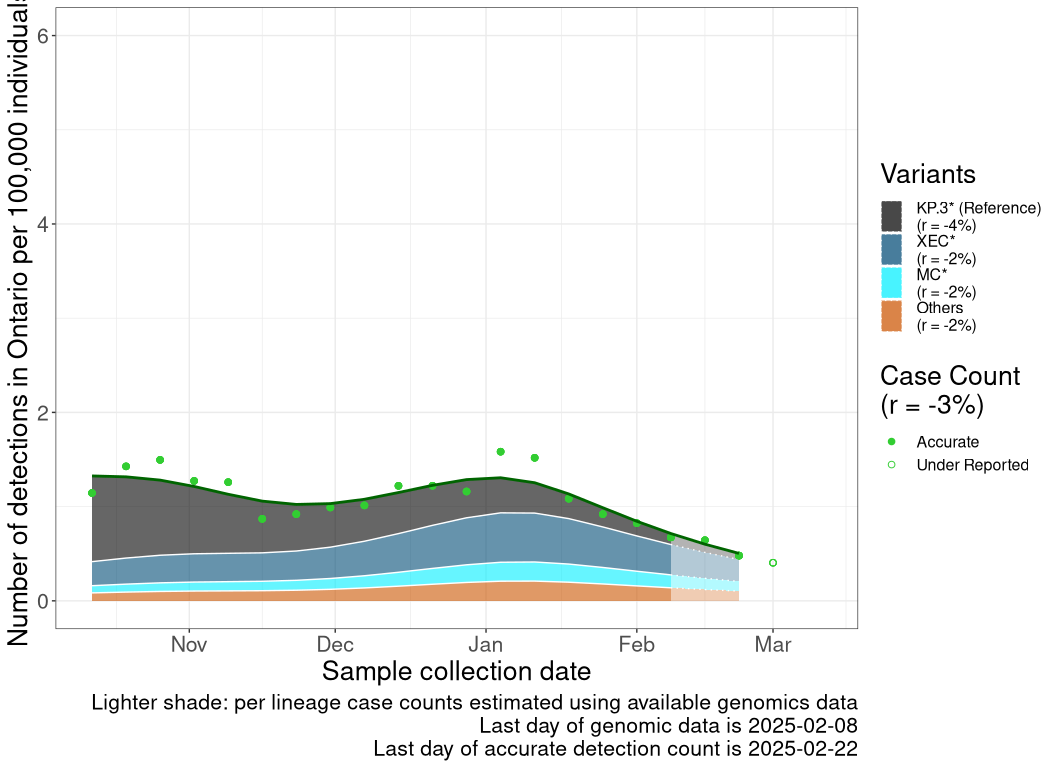 Number of detections in Ontario per 100,000 individuals
6
4
2
0
Nov
Dec
Jan
Feb
Mar
Sample collection date
Lighter shade: per lineage case counts estimated using available genomics data
Last day of genomic data is 2025-02-08
Last day of accurate detection count is 2025-02-22
Variants
KP.3* (Reference)
(r = -4%)
XEC*
(r = -2%)
MC*
(r = -2%)
Others
(r = -2%)
Case Count
(r = -3%)
Accurate
Under Reported